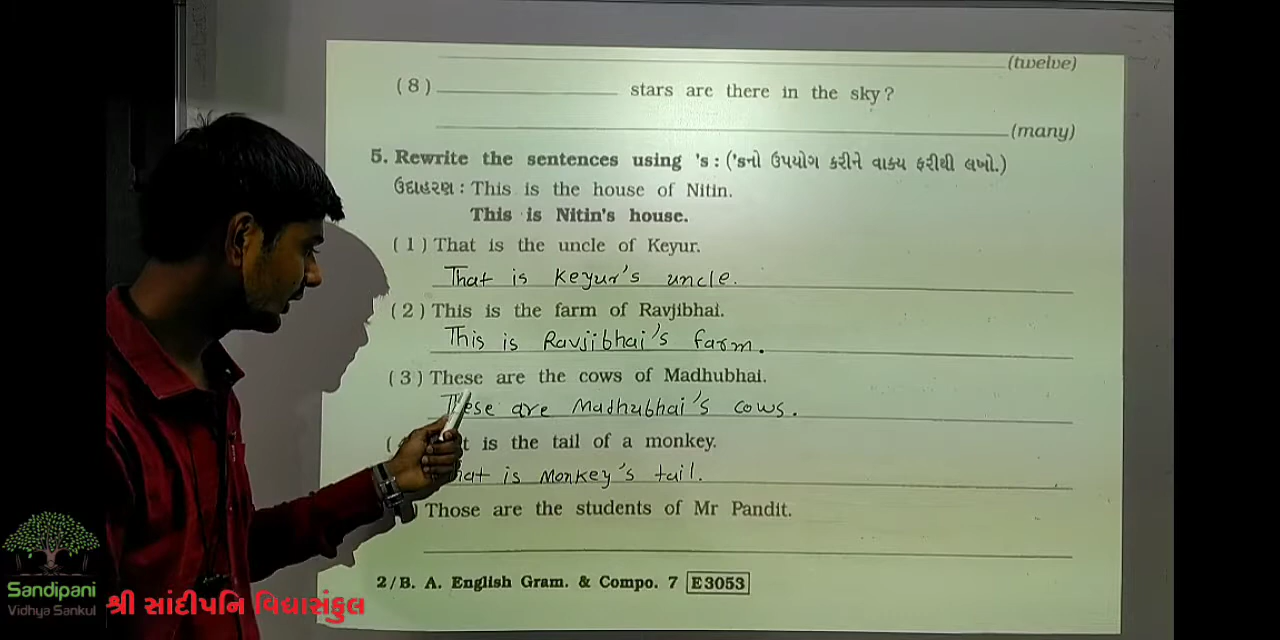 (twelve)
(8) stars are there in the sky?
(many)
5. Rewrite the sentences using 's : ('sનો ઉપયોગ કરીને વાક્ય ફરીથી લખો.)
ઉદાહરણ : This is the house of Nitin.
This is Nitin's house.
(1) That is the uncle of Keyur.
That is Keyur's uncle.
(2) This is the farm of Ravjibhai.
This is Ravjibhai's farm.
(3) These are the cows of Madhubhai.
These are Madhubhai's cows.
is the tail of a monkey.
is Monkey's tail.
Those are the students of Mr Pandit.
2/B. A. English Gram. & Compo. 7 E3053
Sandipani
Vidhya Sankul
શ્રી સાંદીપનિ વિદ્યાસંકુલ